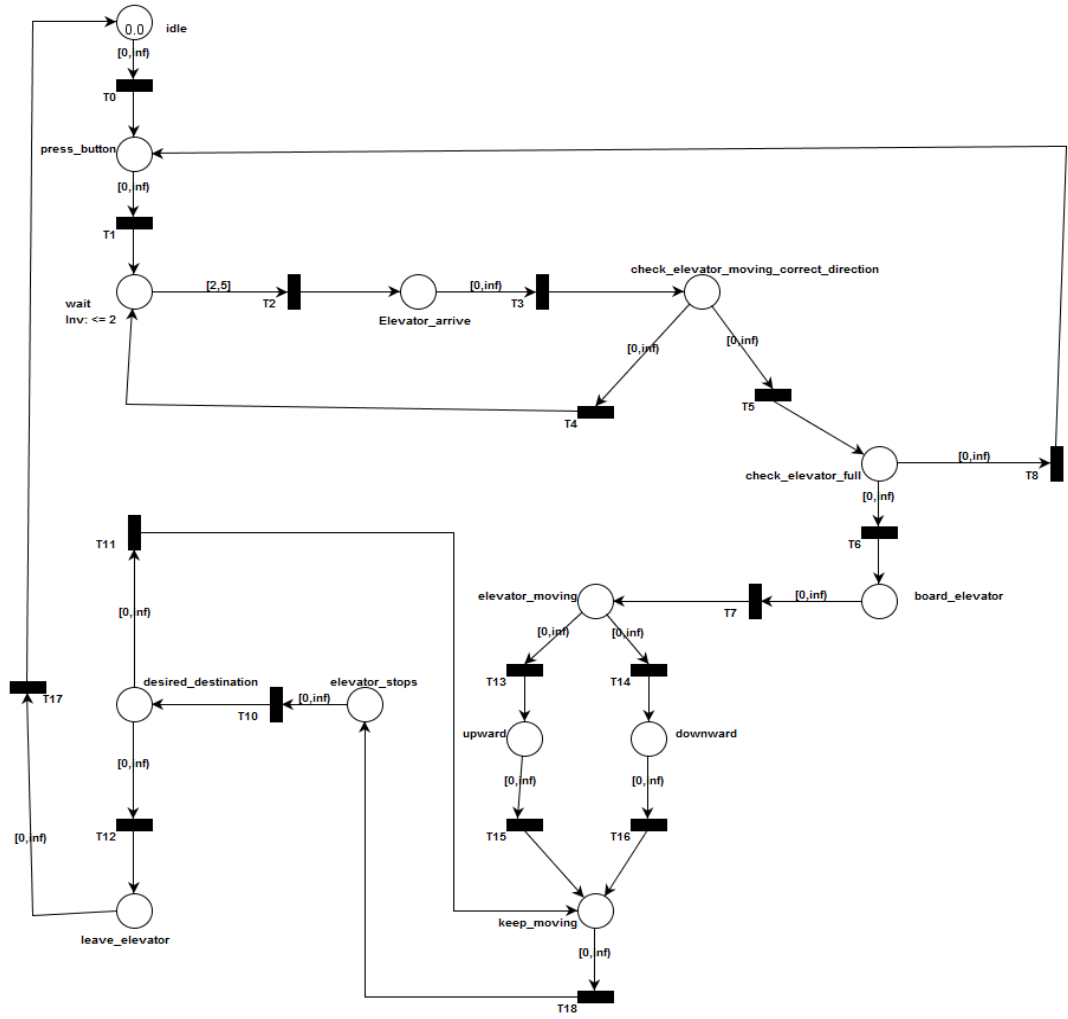 0.0
idle
[0,inf)
T0
press_button
[0,inf)
T1
check_elevator_moving_correct_direction
[2,5]
[0,inf)
wait
T2
T3
Inv: <= 2
Elevator_arrive
[0,inf)
[0,inf)
T5
T4
[0,inf)
check_elevator_full
T8
[0,inf)
T11
T6
elevator_moving
[0,inf)
board_elevator
[0,inf)
T7
[0,inf)
[0,inf)
desired_destination
elevator_stops
T13
T14
T17
[0,inf)
T10
upward
downward
[0,inf)
[0,inf)
[0,inf)
[0,inf)
T12
T15
T16
leave_elevator
keep_moving
[0,inf)
T18